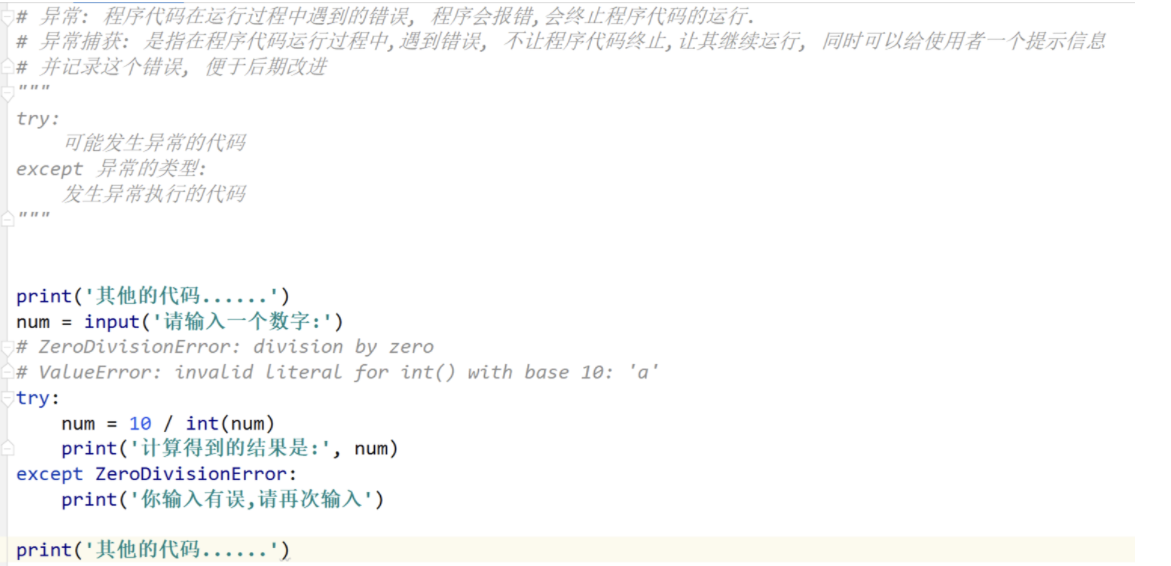 # 异常: 程序代码在运行过程中遇到的错误, 程序会报错,会终止程序代码的运行.
# 异常捕获: 是指在程序代码运行过程中,遇到错误, 不让程序代码终止,让其继续运行, 同时可以给使用者一个提示信息
# 并记录这个错误, 便于后期改进
"""
try:
    可能发生异常的代码
except 异常的类型:
    发生异常执行的代码
"""
print('其他的代码......')
num = input('请输入一个数字:')
# ZeroDivisionError: division by zero
# ValueError: invalid literal for int() with base 10: 'a'
try:
    num = 10 / int(num)
    print('计算得到的结果是:', num)
except ZeroDivisionError:
    print('你输入有误,请再次输入')
print('其他的代码......')